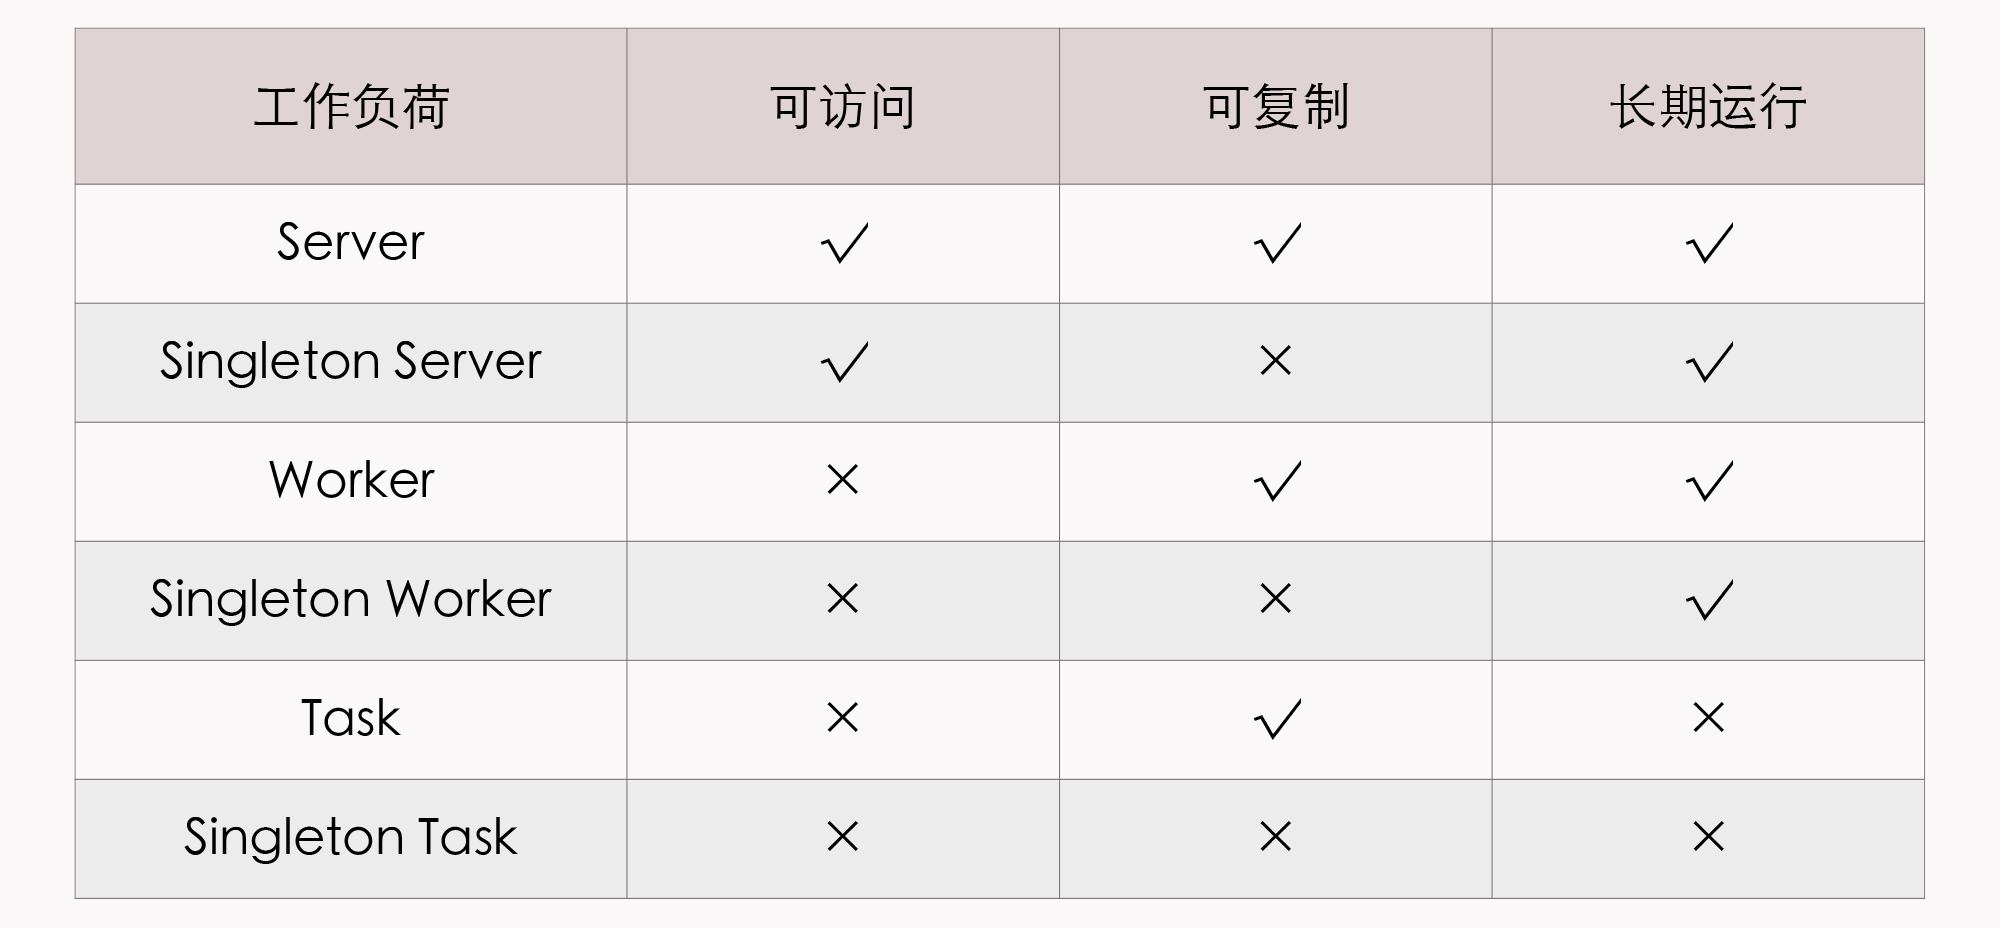 工作负荷 可访问 可复制 长期运行
Server √ √ √
Singleton Server √ × √
Worker × √ √
Singleton Worker × × √
Task × √ ×
Singleton Task × × ×